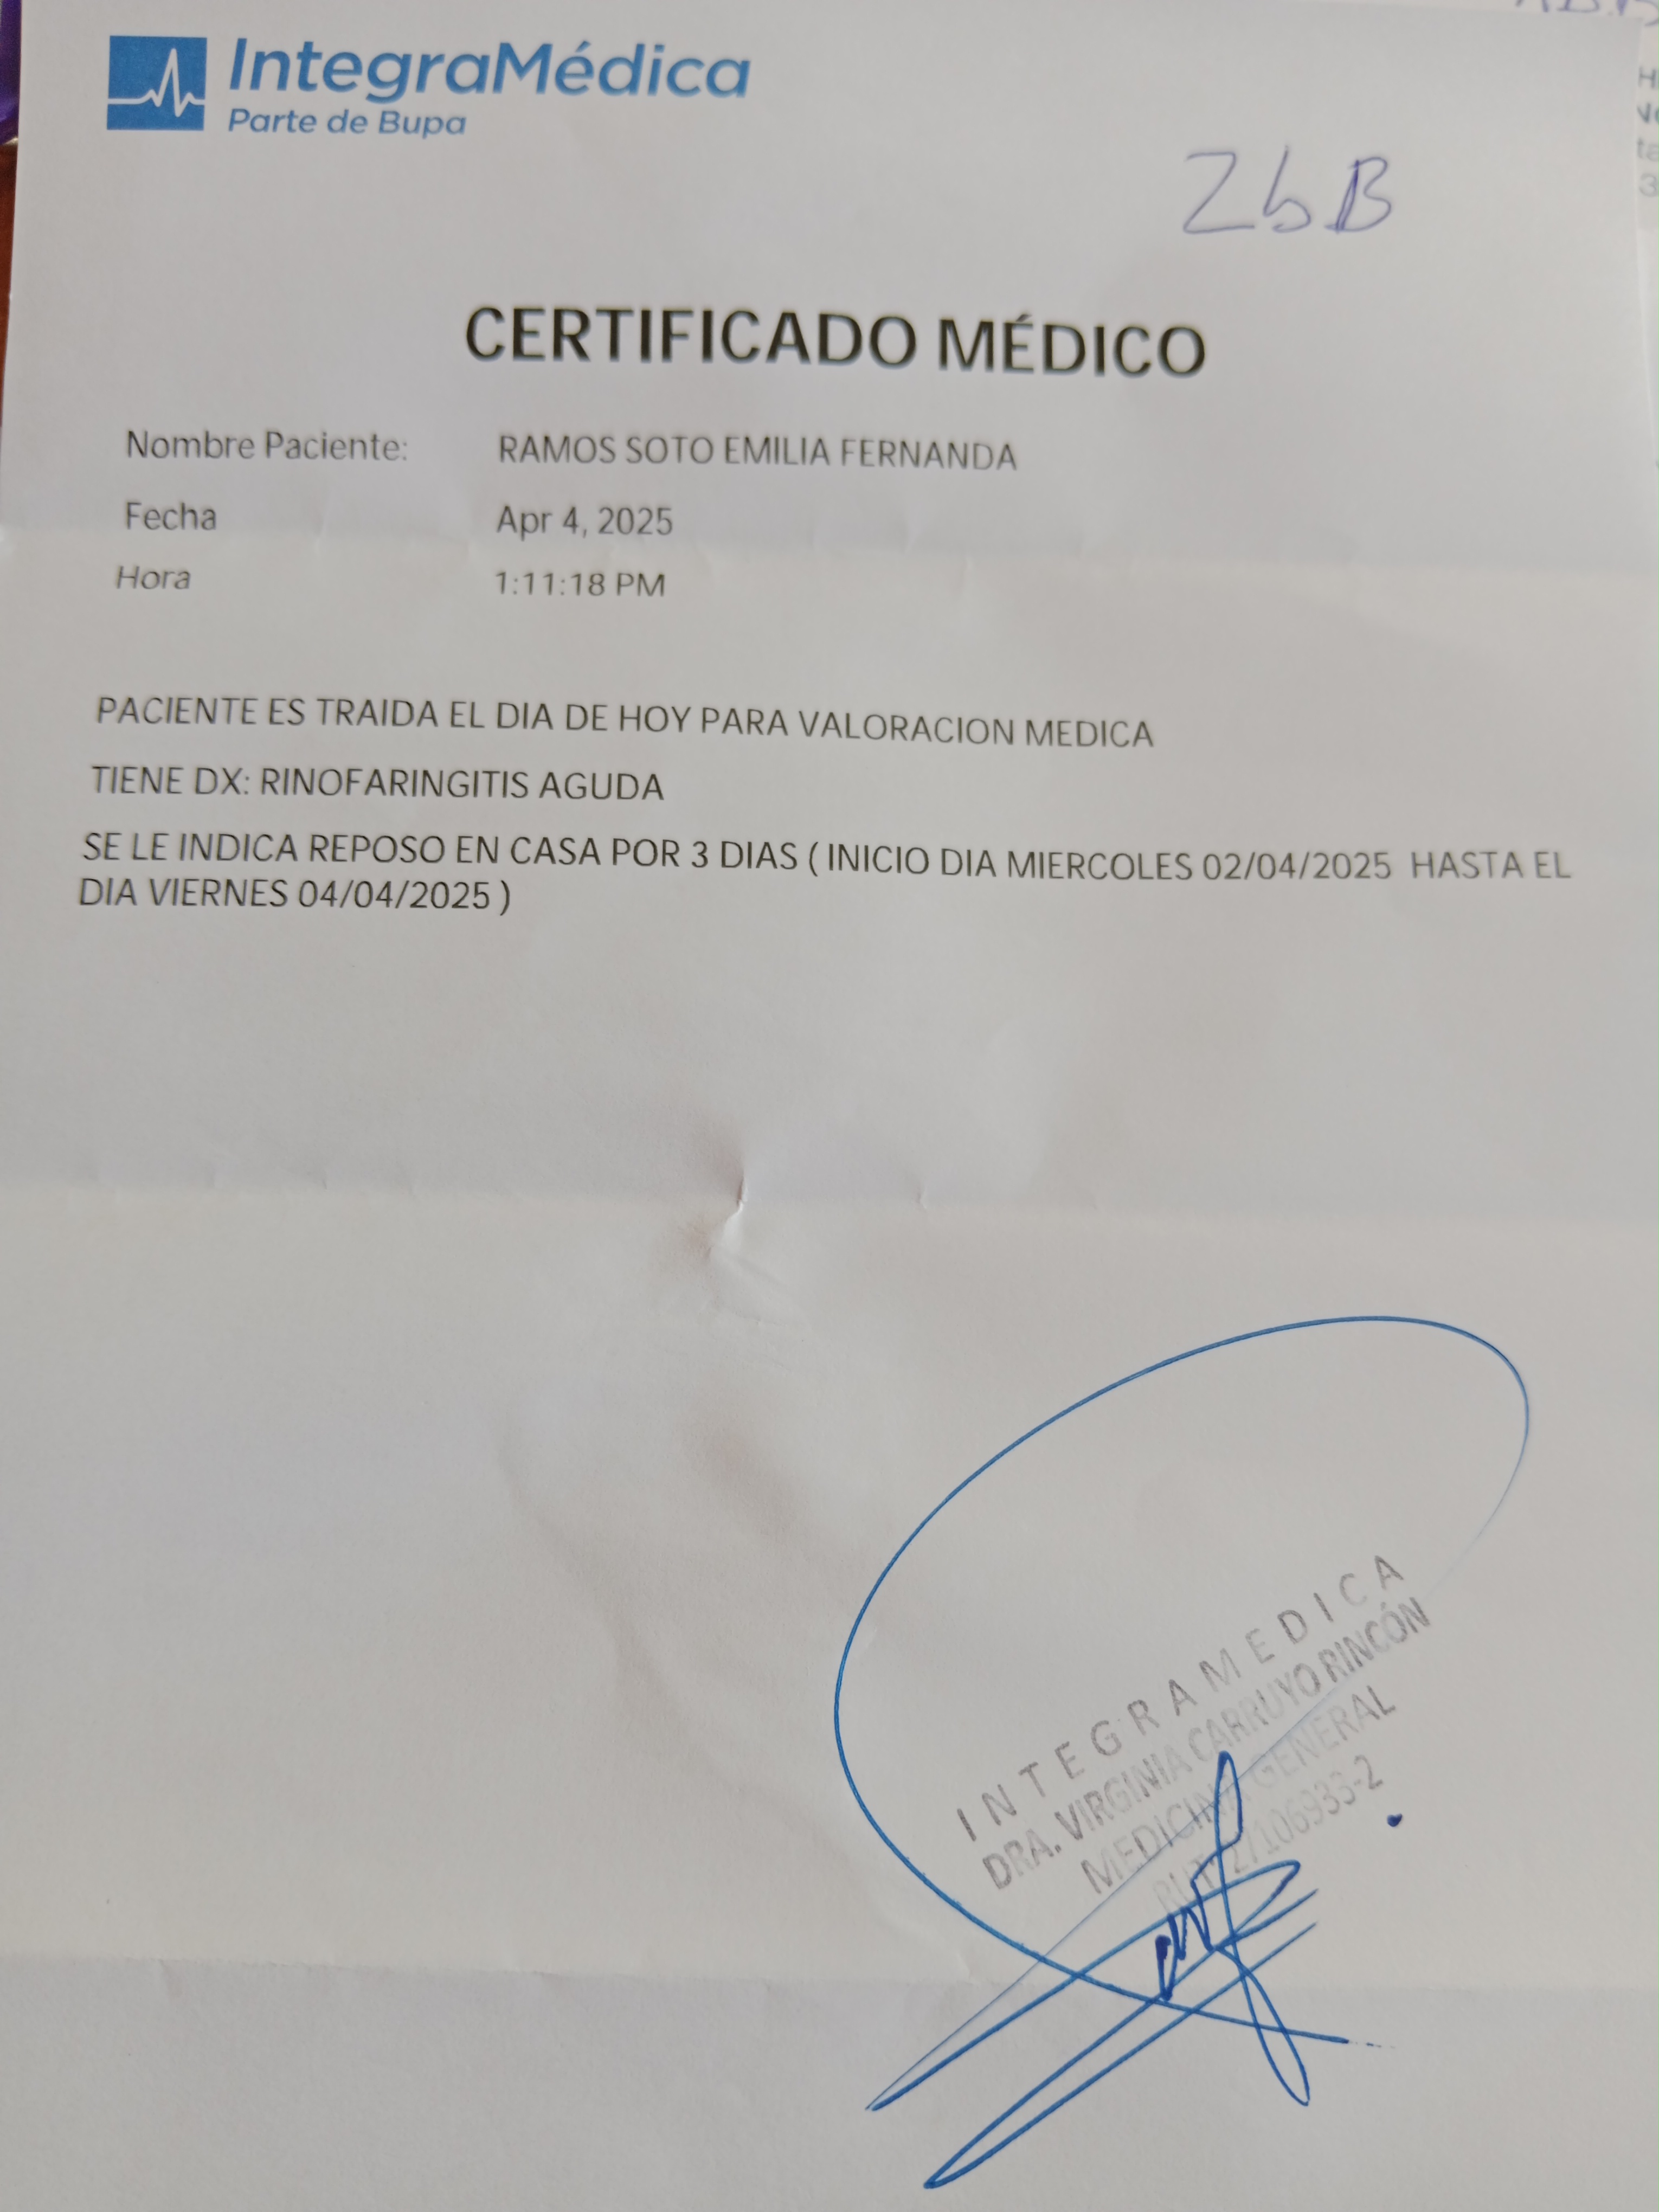 IntegraMédica
Parte de Bupa
2bB
CERTIFICADO MÉDICO
Nombre Paciente: RAMOS SOTO EMILIA FERNANDA
Fecha Apr 4, 2025
Hora 1:11:18 PM
PACIENTE ES TRAIDA EL DIA DE HOY PARA VALORACION MEDICA
TIENE DX: RINOFARINGITIS AGUDA
SE LE INDICA REPOSO EN CASA POR 3 DIAS ( INICIO DIA MIERCOLES 02/04/2025 HASTA EL
DIA VIERNES 04/04/2025 )
INTEGRAMEDICA
DRA. VIRGINIA CARRUYO RINCÓN
MEDICINA GENERAL
RUT: 27106933-2